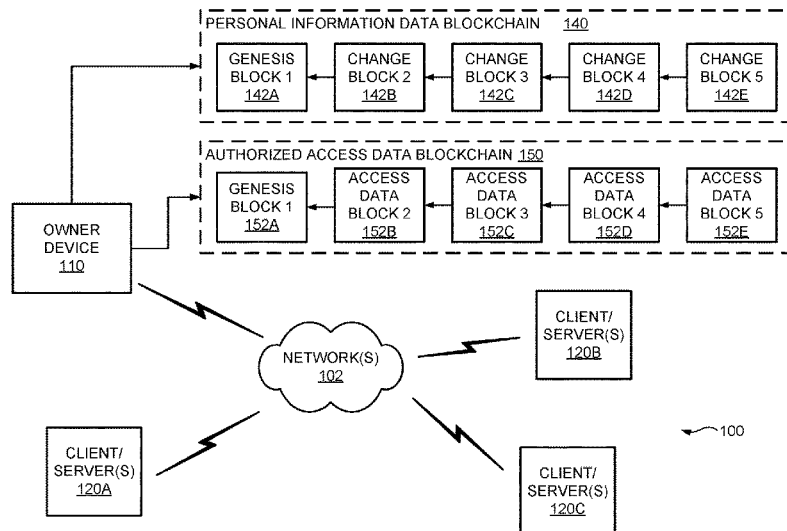 PERSONAL INFORMATION DATA BLOCKCHAIN 140
GENESIS
BLOCK 1
142A
CHANGE
BLOCK 2
142B
CHANGE
BLOCK 3
142C
CHANGE
BLOCK 4
142D
CHANGE
BLOCK 5
142E
AUTHORIZED ACCESS DATA BLOCKCHAIN 150
GENESIS
BLOCK 1
152A
ACCESS
DATA
BLOCK 2
152B
ACCESS
DATA
BLOCK 3
152C
ACCESS
DATA
BLOCK 4
152D
ACCESS
DATA
BLOCK 5
152E
OWNER
DEVICE
110
NETWORK(S)
102
CLIENT/
SERVER(S)
120B
CLIENT/
SERVER(S)
120A
CLIENT/
SERVER(S)
120C
100